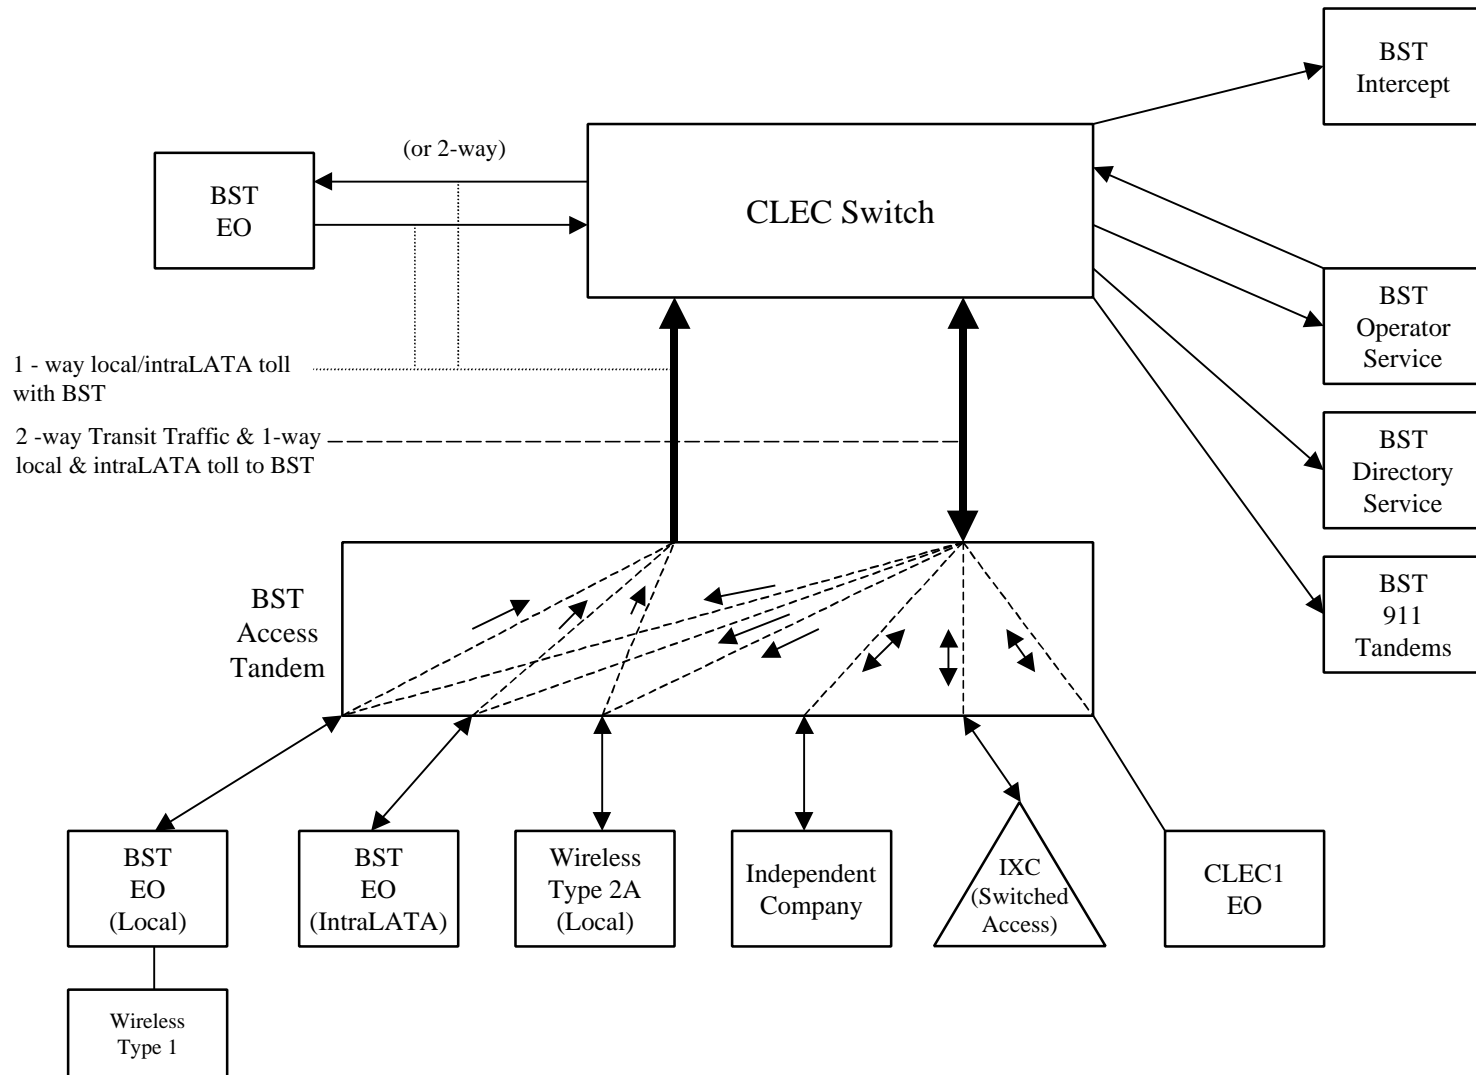 BST
Intercept
(or 2-way)
BST
EO
CLEC Switch
BST
Operator
Service
1 - way local/intraLATA toll
with BST
2 -way Transit Traffic & 1-way
local & intraLATA toll to BST
BST
Directory
Service
BST
Access
Tandem
BST
911
Tandems
BST
EO
(Local)
BST
EO
(IntraLATA)
Wireless
Type 2A
(Local)
Independent
Company
IXC
(Switched
Access)
CLEC1
EO
Wireless
Type 1